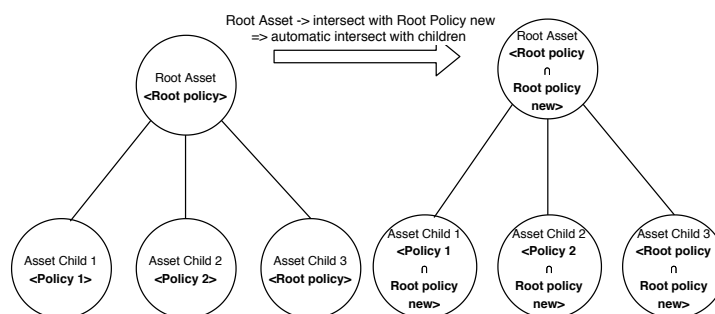 Root Asset -> intersect with Root Policy new
=> automatic intersect with children
Root Asset
<Root policy>
Asset Child 1
<Policy 1>
Asset Child 2
<Policy 2>
Asset Child 3
<Root policy>
Root Asset
<Root policy
∩
Root policy
new>
Asset Child 1
<Policy 1
∩
Root policy
new>
Asset Child 2
<Policy 2
∩
Root policy
new>
Asset Child 3
<Root policy
∩
Root policy
new>